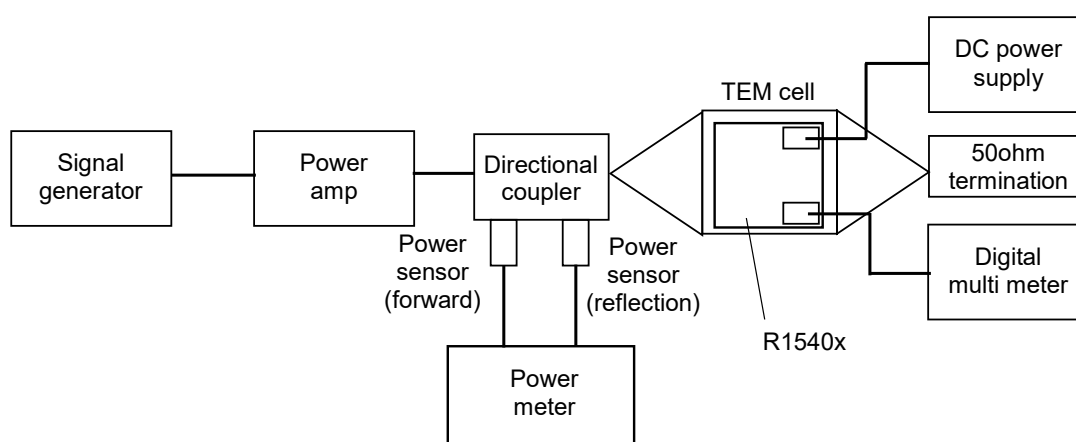 Signal
generator
Power
amp
Directional
coupler
Power
sensor
(forward)
Power
sensor
(reflection)
Power
meter
TEM cell
R1540x
DC power
supply
50ohm
termination
Digital
multi meter